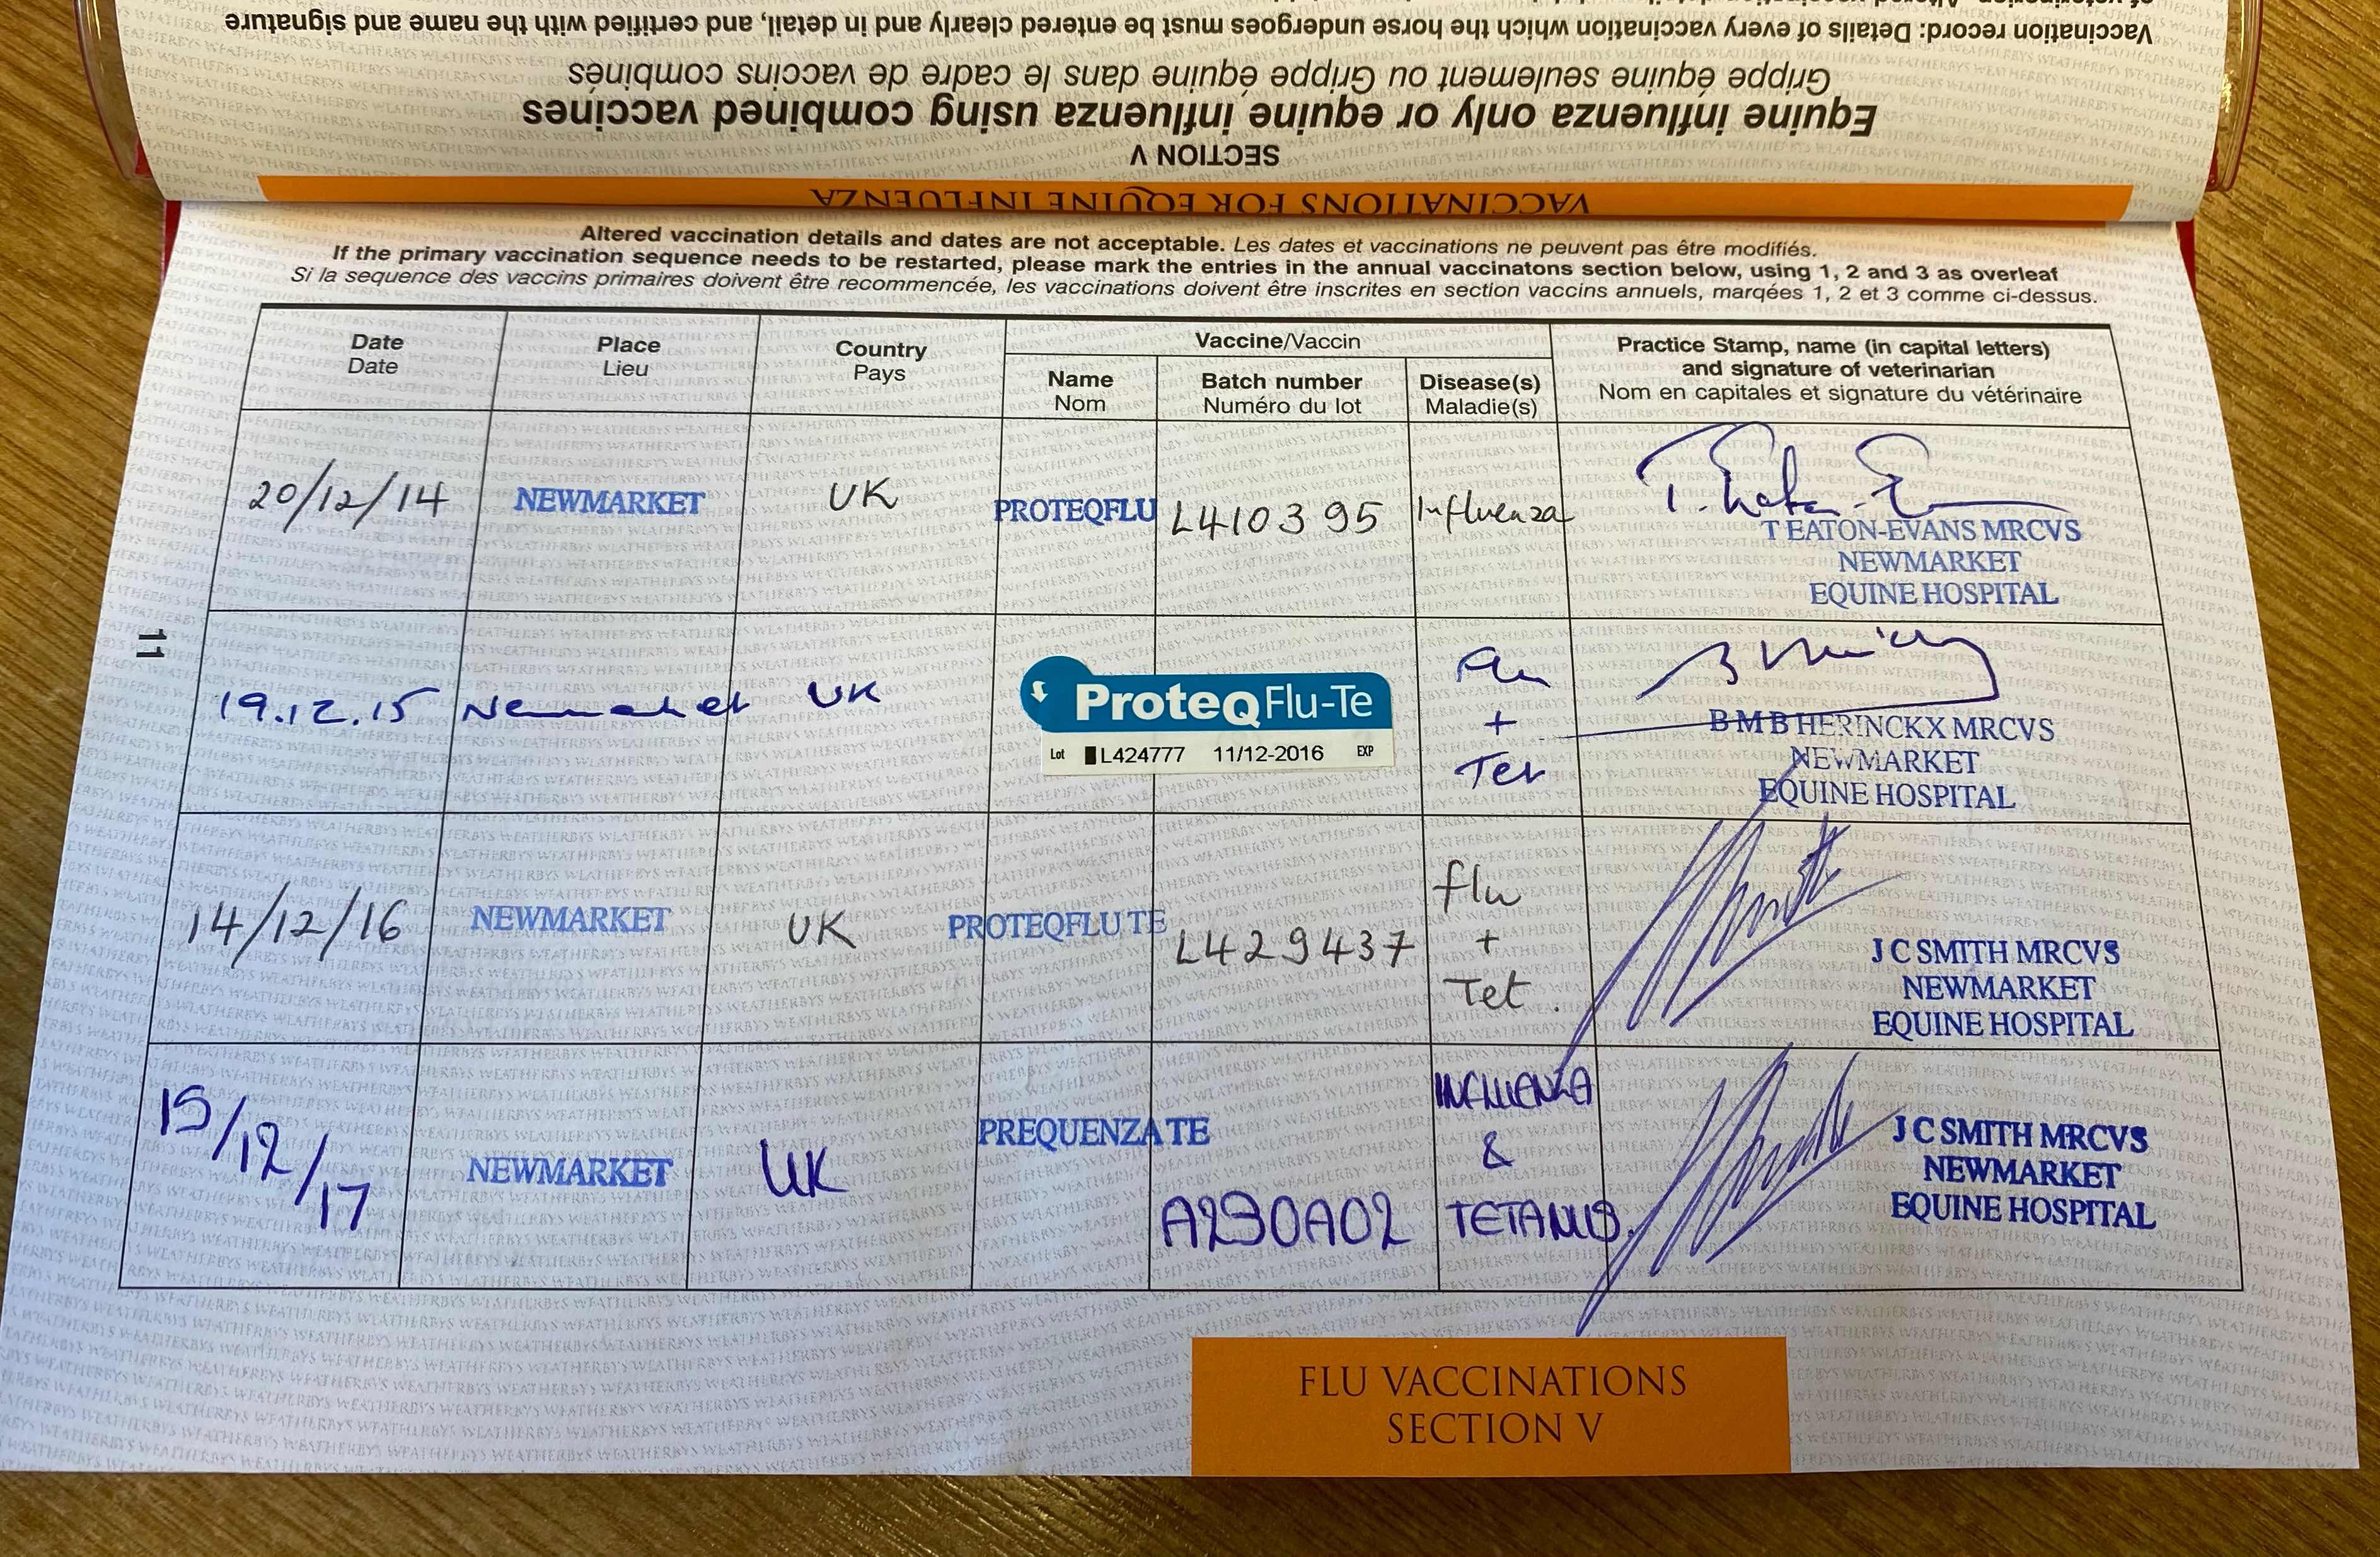 of veterinarian. Altered vaccination
Vaccination record: Details of every vaccination which the horse undergoes must be entered clearly and in detail, and certified with the name and signature
Grippe équine seulement ou Grippe équine dans le cadre de vaccins combinés
Equine influenza only or equine influenza using combined vaccines
SECTION V
VACCINATIONS FOR EQUINE INFLUENZA
Altered vaccination details and dates are not acceptable. Les dates et vaccinations ne peuvent pas être modifiés.
If the primary vaccination sequence needs to be restarted, please mark the entries in the annual vaccinatons section below, using 1, 2 and 3 as overleaf
Si la sequence des vaccins primaires doivent être recommencée, les vaccinations doivent être inscrites en section vaccins annuels, marqées 1, 2 et 3 comme ci-dessus.
Date
Date
Place
Lieu
Country
Pays
Vaccine/Vaccin
Name
Nom
Batch number
Numéro du lot
Disease(s)
Maladie(s)
Practice Stamp, name (in capital letters)
and signature of veterinarian
Nom en capitales et signature du vétérinaire
20/12/14
NEWMARKET
UK
PROTEQFLU
L410395
Influenza
T EATON-EVANS MRCVS
NEWMARKET
EQUINE HOSPITAL
11
19.12.15
Newmarket
UK
ProteqFlu-Te
Lot L424777 11/12-2016 EXP
Flu
+
Tet
B M B HERINCKX MRCVS
NEWMARKET
EQUINE HOSPITAL
14/12/16
NEWMARKET
UK
PROTEQFLU TE
L429437
flu
+
Tet.
J C SMITH MRCVS
NEWMARKET
EQUINE HOSPITAL
15/12/17
NEWMARKET
UK
PREQUENZA TE
A230A02
INFLUENZA
&
TETANUS.
J C SMITH MRCVS
NEWMARKET
EQUINE HOSPITAL
FLU VACCINATIONS
SECTION V